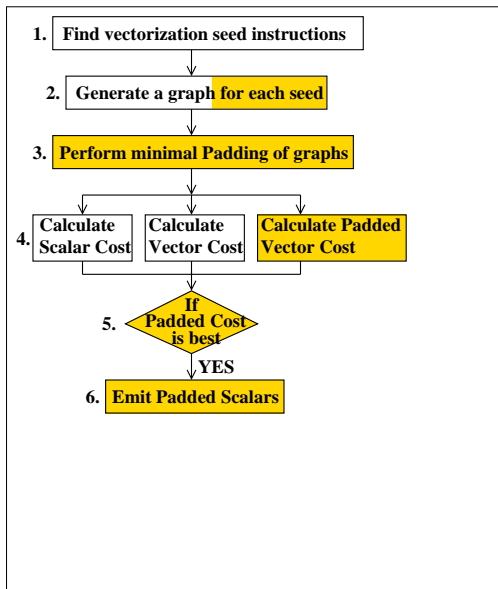 1. Find vectorization seed instructions
2. Generate a graph for each seed
3. Perform minimal Padding of graphs
4.
Calculate
Scalar Cost
Calculate
Vector Cost
Calculate Padded
Vector Cost
5.
If
Padded Cost
is best
YES
6. Emit Padded Scalars